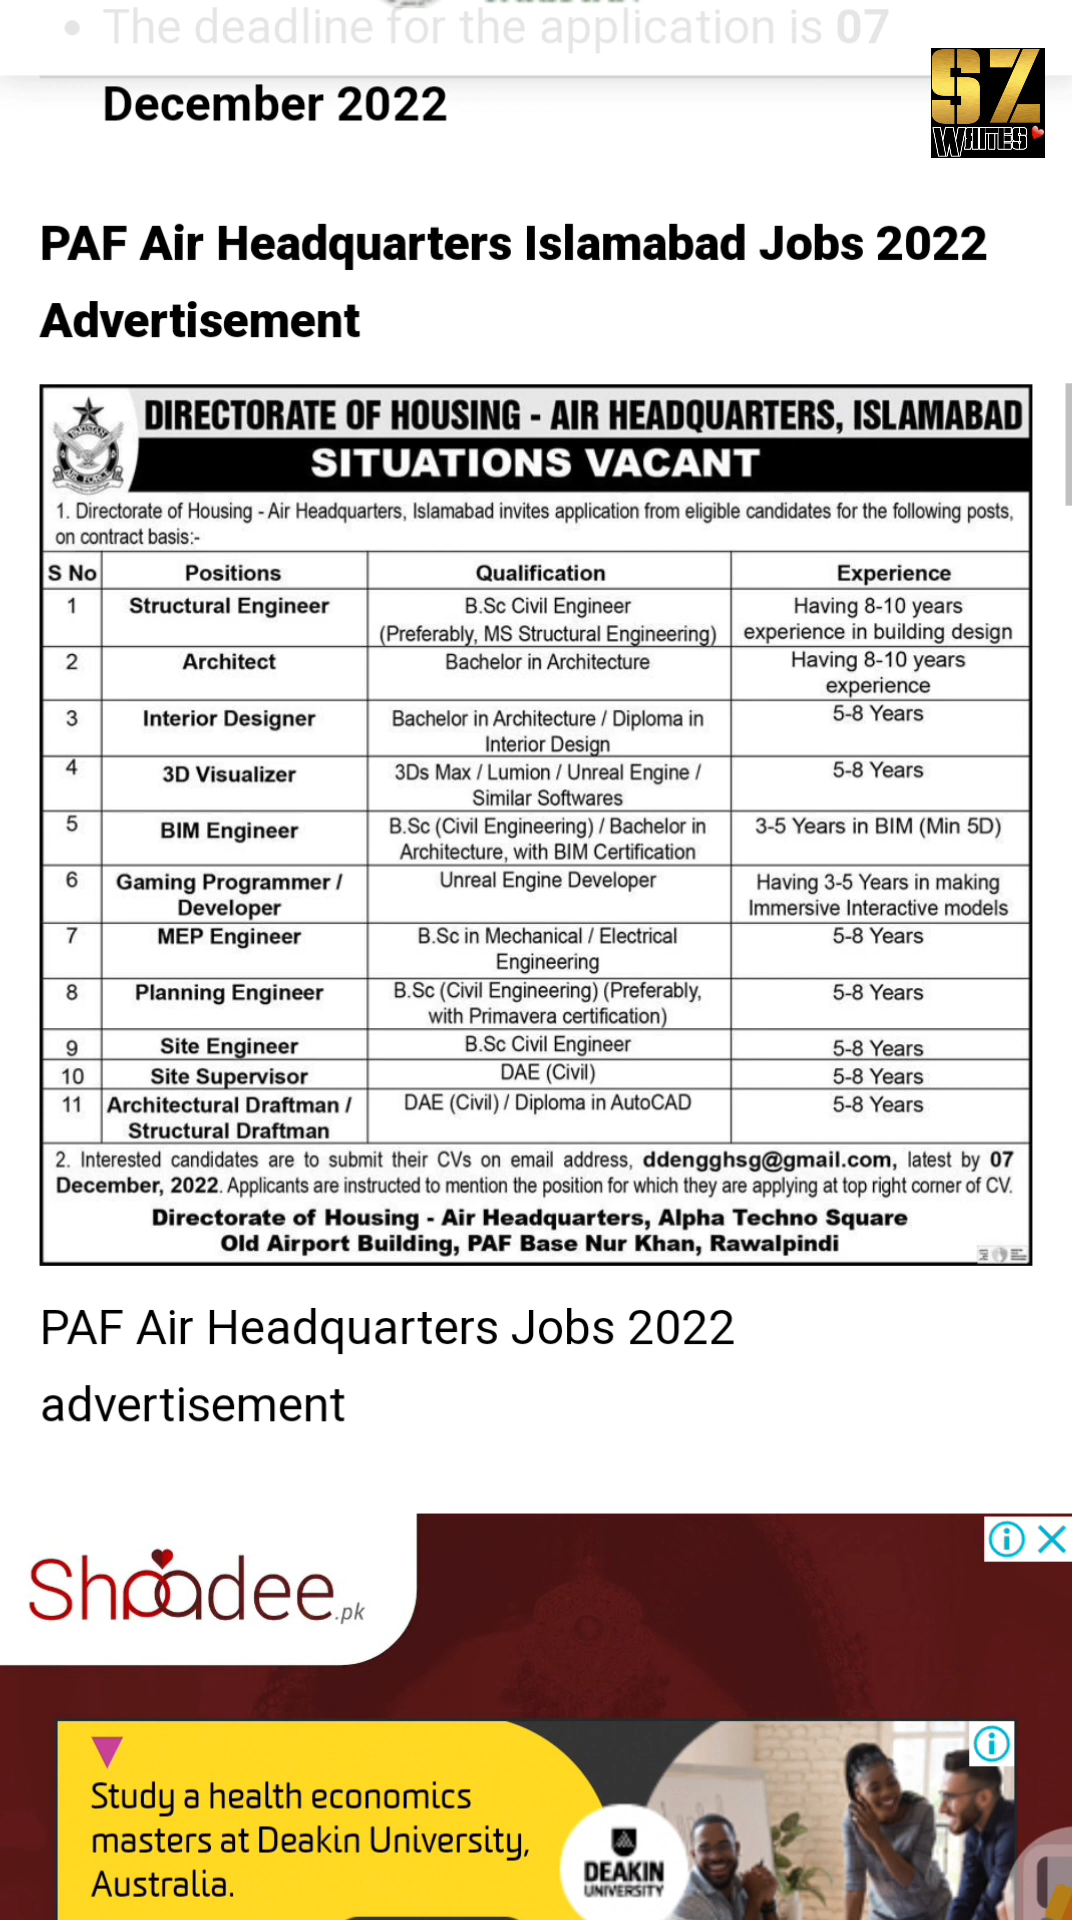 The deadline for the application is 07
December 2022
SZ
WRITES
PAF Air Headquarters Islamabad Jobs 2022
Advertisement
DIRECTORATE OF HOUSING - AIR HEADQUARTERS, ISLAMABAD
SITUATIONS VACANT
1. Directorate of Housing - Air Headquarters, Islamabad invites application from eligible candidates for the following posts,
on contract basis:-
S No Positions Qualification Experience
1 Structural Engineer B.Sc Civil Engineer Having 8-10 years
(Preferably, MS Structural Engineering) experience in building design
2 Architect Bachelor in Architecture Having 8-10 years
experience
3 Interior Designer Bachelor in Architecture / Diploma in 5-8 Years
Interior Design
4 3D Visualizer 3Ds Max / Lumion / Unreal Engine / 5-8 Years
Similar Softwares
5 BIM Engineer B.Sc (Civil Engineering) / Bachelor in 3-5 Years in BIM (Min 5D)
Architecture, with BIM Certification
6 Gaming Programmer / Unreal Engine Developer Having 3-5 Years in making
Developer Immersive Interactive models
7 MEP Engineer B.Sc in Mechanical / Electrical 5-8 Years
Engineering
8 Planning Engineer B.Sc (Civil Engineering) (Preferably, 5-8 Years
with Primavera certification)
9 Site Engineer B.Sc Civil Engineer 5-8 Years
10 Site Supervisor DAE (Civil) 5-8 Years
11 Architectural Draftman / DAE (Civil) / Diploma in AutoCAD 5-8 Years
Structural Draftman
2. Interested candidates are to submit their CVs on email address, ddengghsg@gmail.com, latest by 07
December, 2022. Applicants are instructed to mention the position for which they are applying at top right corner of CV.
Directorate of Housing - Air Headquarters, Alpha Techno Square
Old Airport Building, PAF Base Nur Khan, Rawalpindi
PAF Air Headquarters Jobs 2022
advertisement
Shaadee.pk
Study a health economics
masters at Deakin University,
Australia.
DEAKIN
UNIVERSITY